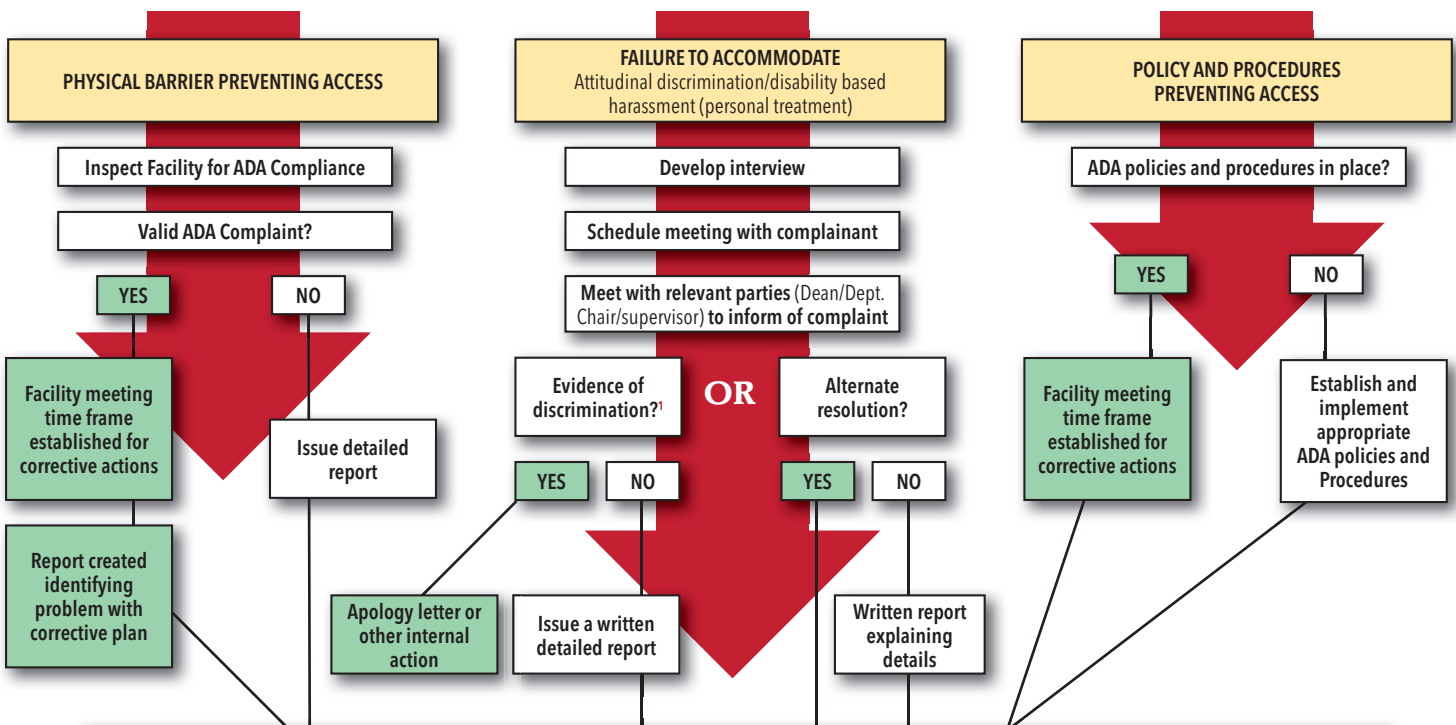 PHYSICAL BARRIER PREVENTING ACCESS
Inspect Facility for ADA Compliance
Valid ADA Complaint?
YES
NO
Facility meeting
time frame
established for
corrective actions
Issue detailed
report
Report created
identifying
problem with
corrective plan
FAILURE TO ACCOMMODATE
Attitudinal discrimination/disability based
harassment (personal treatment)
Develop interview
Schedule meeting with complainant
Meet with relevant parties (Dean/Dept.
Chair/supervisor) to inform of complaint
Evidence of
discrimination?¹
OR
Alternate
resolution?
YES
NO
YES
NO
Apology letter or
other internal
action
Issue a written
detailed report
Written report
explaining
details
POLICY AND PROCEDURES
PREVENTING ACCESS
ADA policies and procedures in place?
YES
NO
Facility meeting
time frame
established for
corrective actions
Establish and
implement
appropriate
ADA policies and
Procedures